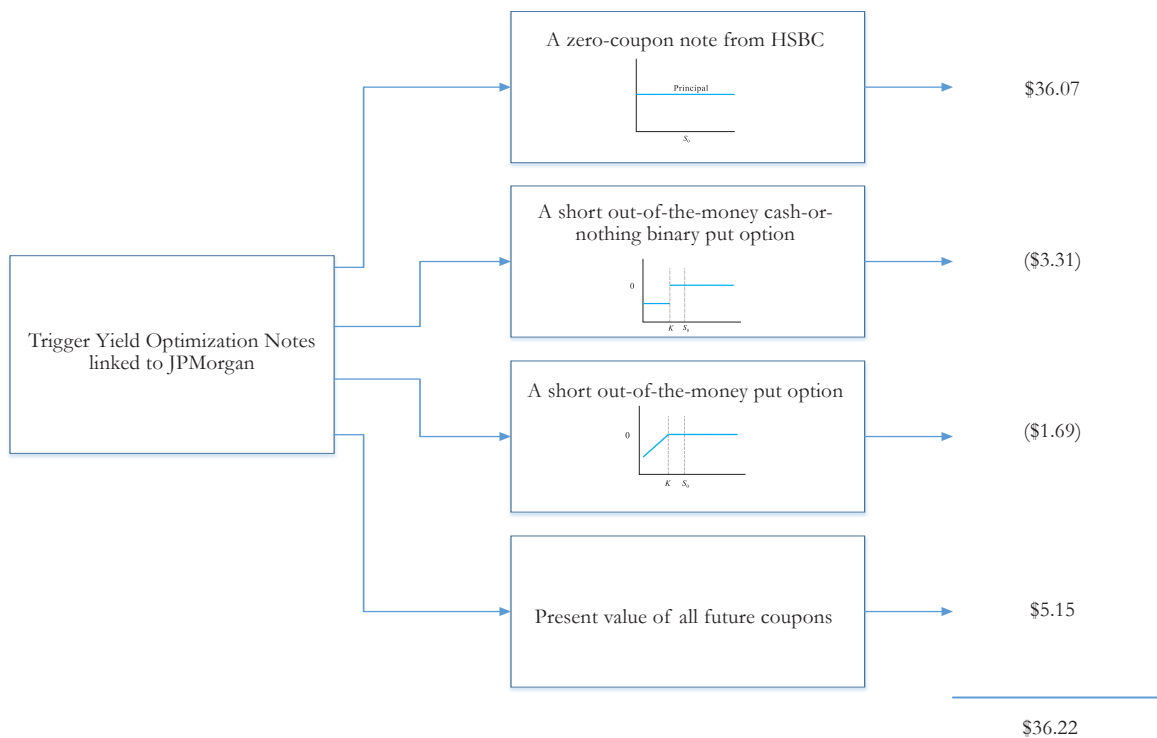 A zero-coupon note from HSBC
Principal
S₀
$36.07
A short out-of-the-money cash-or-
nothing binary put option
0
K
S₀
($3.31)
Trigger Yield Optimization Notes
linked to JPMorgan
A short out-of-the-money put option
0
K
S₀
($1.69)
Present value of all future coupons
$5.15
$36.22